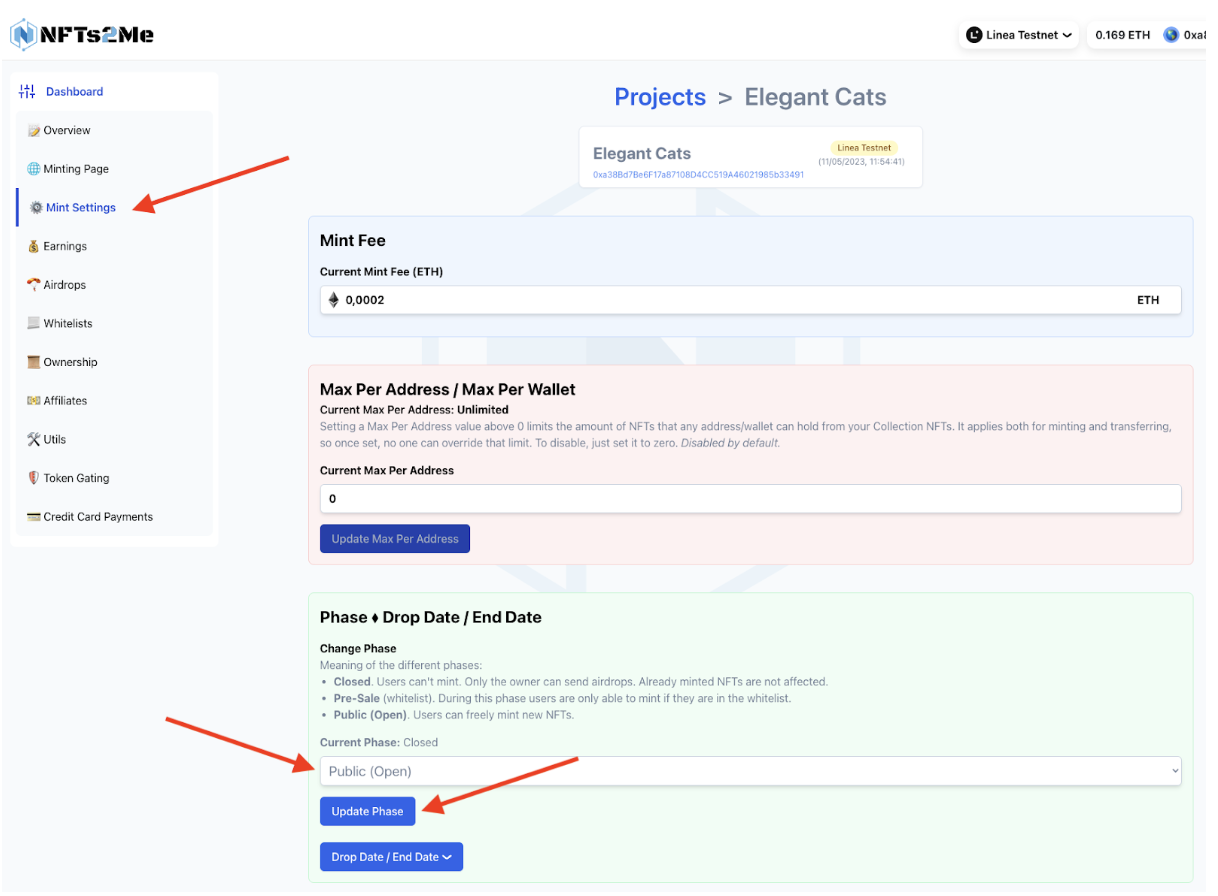 NFTs2Me
Linea Testnet
0.169 ETH
0xa8
Dashboard
Overview
Minting Page
Mint Settings
Earnings
Airdrops
Whitelists
Ownership
Affiliates
Utils
Token Gating
Credit Card Payments
Projects > Elegant Cats
Elegant Cats
Linea Testnet
(11/05/2023, 11:54:41)
0xa38Bd7Be6F17a87108D4CC519A46021985b33491
Mint Fee
Current Mint Fee (ETH)
0,0002
ETH
Max Per Address / Max Per Wallet
Current Max Per Address: Unlimited
Setting a Max Per Address value above 0 limits the amount of NFTs that any address/wallet can hold from your Collection NFTs. It applies both for minting and transferring,
so once set, no one can override that limit. To disable, just set it to zero. Disabled by default.
Current Max Per Address
0
Update Max Per Address
Phase ♦ Drop Date / End Date
Change Phase
Meaning of the different phases:
• Closed. Users can't mint. Only the owner can send airdrops. Already minted NFTs are not affected.
• Pre-Sale (whitelist). During this phase users are only able to mint if they are in the whitelist.
• Public (Open). Users can freely mint new NFTs.
Current Phase: Closed
Public (Open)
Update Phase
Drop Date / End Date